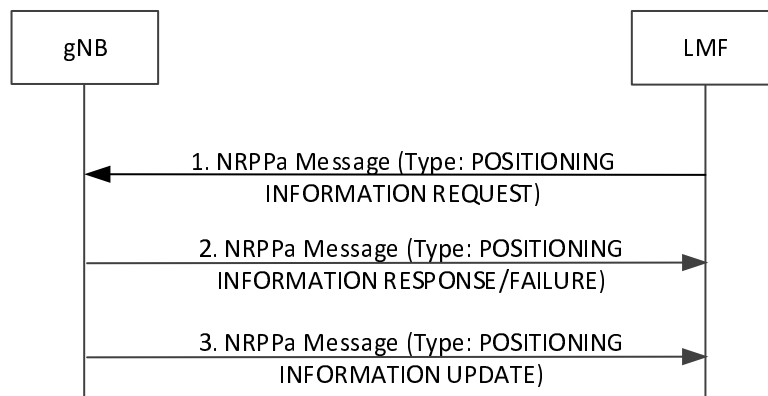 gNB
LMF
1. NRPPa Message (Type: POSITIONING
INFORMATION REQUEST)
2. NRPPa Message (Type: POSITIONING
INFORMATION RESPONSE/FAILURE)
3. NRPPa Message (Type: POSITIONING
INFORMATION UPDATE)